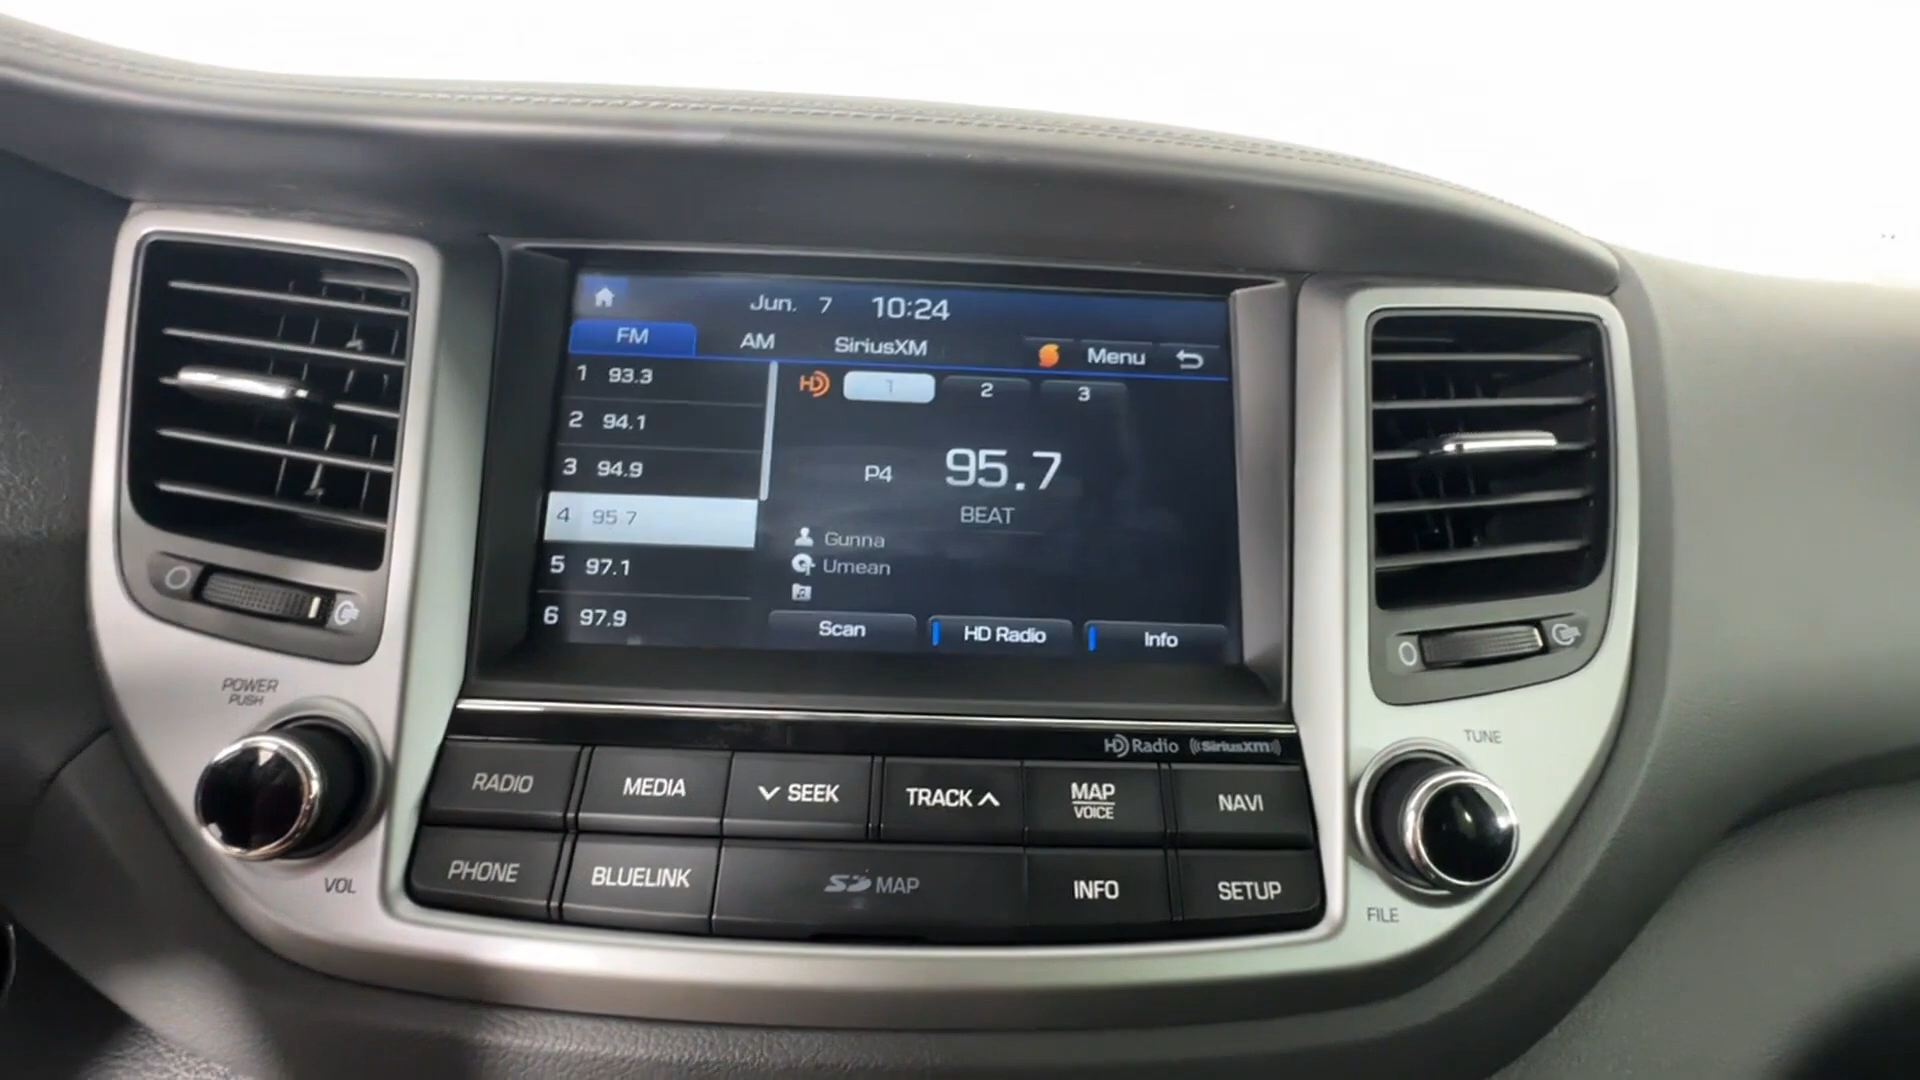 Jun. 7 10:24
FM AM SiriusXM Menu
1 93.3
2 94.1
3 94.9
4 95.7
5 97.1
6 97.9
HD 1 2 3
P4 95.7
BEAT
Gunna
Umean
Scan HD Radio Info
HD Radio ((SiriusXM))
POWER
PUSH
VOL
TUNE
FILE
RADIO MEDIA SEEK TRACK MAP
VOICE NAVI
PHONE BLUELINK SD MAP INFO SETUP